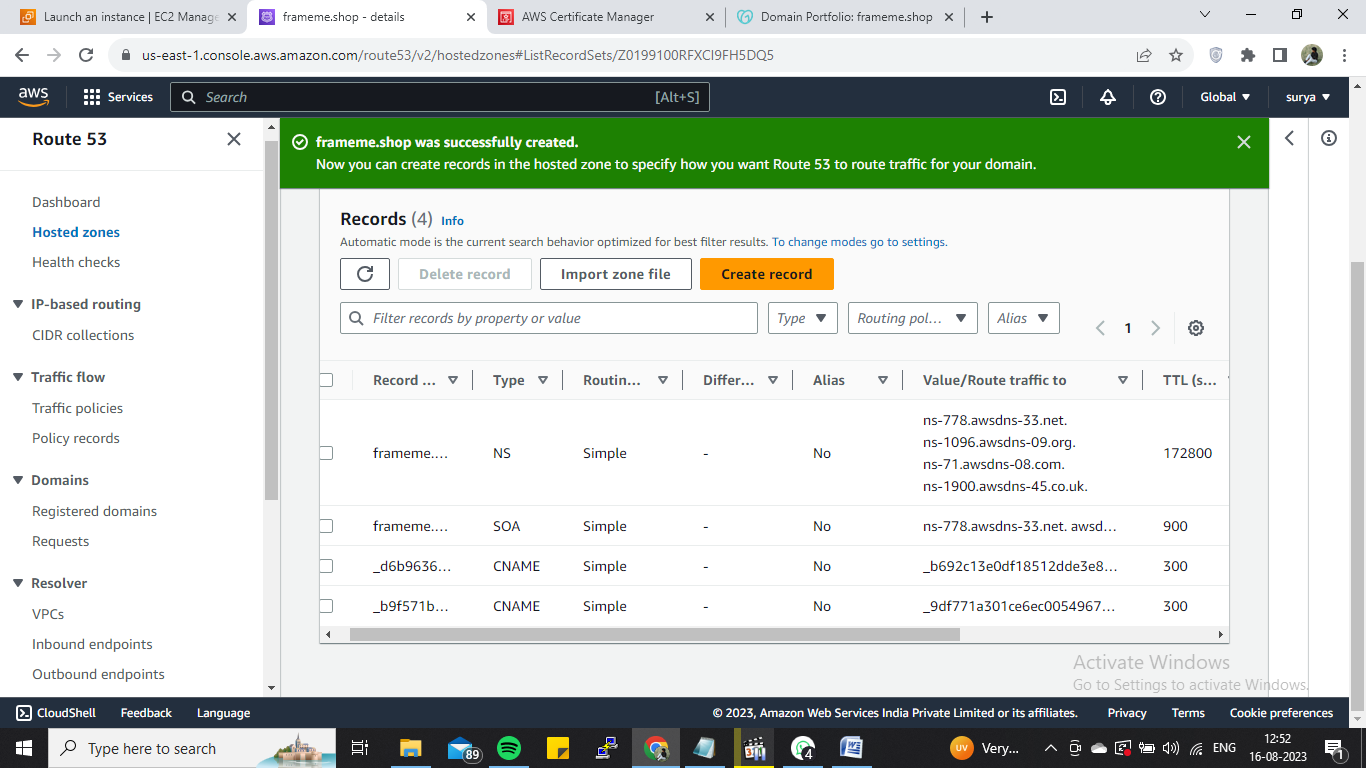 Launch an instance | EC2 Manage
frameme.shop - details
AWS Certificate Manager
Domain Portfolio: frameme.shop
us-east-1.console.aws.amazon.com/route53/v2/hostedzones#ListRecordSets/Z0199100RFXCI9FH5DQ5
aws
Services
Search
[Alt+S]
Global
surya
Route 53
Dashboard
Hosted zones
Health checks
IP-based routing
CIDR collections
Traffic flow
Traffic policies
Policy records
Domains
Registered domains
Requests
Resolver
VPCs
Inbound endpoints
Outbound endpoints
frameme.shop was successfully created.
Now you can create records in the hosted zone to specify how you want Route 53 to route traffic for your domain.
Records (4) Info
Automatic mode is the current search behavior optimized for best filter results. To change modes go to settings.
Delete record
Import zone file
Create record
Filter records by property or value
Type
Routing pol...
Alias
1
Record ... Type Routin... Differ... Alias Value/Route traffic to TTL (s...
ns-778.awsdns-33.net.
ns-1096.awsdns-09.org.
frameme.... NS Simple - No 172800
ns-71.awsdns-08.com.
ns-1900.awsdns-45.co.uk.
frameme.... SOA Simple - No ns-778.awsdns-33.net. awsd... 900
_d6b9636... CNAME Simple - No _b692c13e0df18512dde3e8... 300
_b9f571b... CNAME Simple - No _9df771a301ce6ec0054967... 300
Activate Windows
Go to Settings to activate Windows.
CloudShell
Feedback
Language
© 2023, Amazon Web Services India Private Limited or its affiliates.
Privacy
Terms
Cookie preferences
Type here to search
89
4
UV
Very...
ENG
12:52
16-08-2023
1